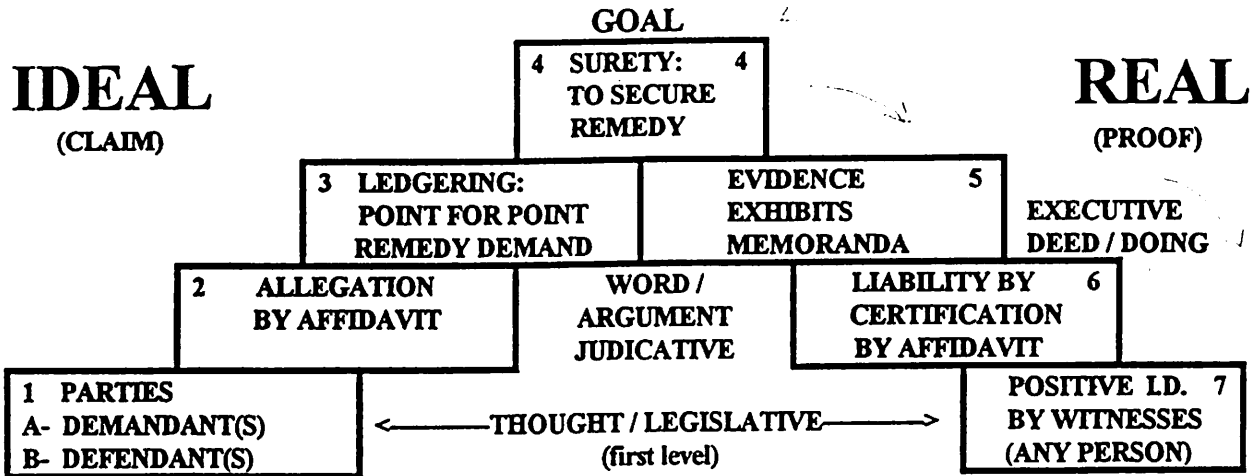 GOAL
IDEAL
(CLAIM)
REAL
(PROOF)
4 SURETY: 4
TO SECURE
REMEDY
3 LEDGERING:
POINT FOR POINT
REMEDY DEMAND
EVIDENCE 5
EXHIBITS
MEMORANDA
EXECUTIVE
DEED / DOING
2 ALLEGATION
BY AFFIDAVIT
WORD /
ARGUMENT
JUDICATIVE
LIABILITY BY 6
CERTIFICATION
BY AFFIDAVIT
1 PARTIES
A- DEMANDANT(S)
B- DEFENDANT(S)
<——THOUGHT / LEGISLATIVE——>
(first level)
POSITIVE I.D. 7
BY WITNESSES
(ANY PERSON)